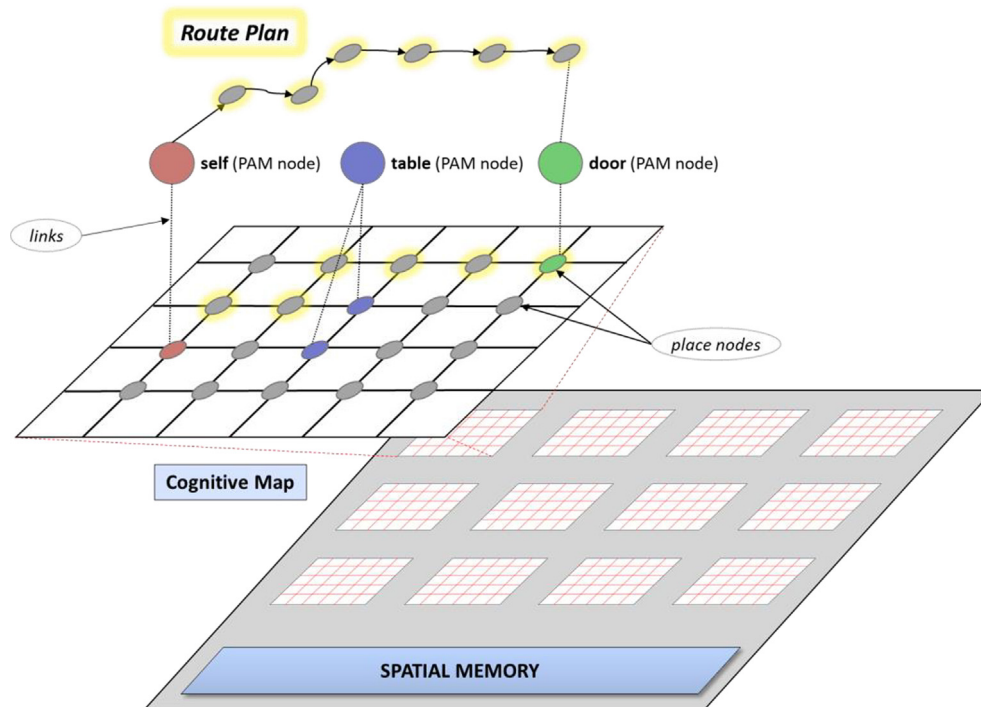 Route Plan
self (PAM node)
table (PAM node)
door (PAM node)
links
place nodes
Cognitive Map
SPATIAL MEMORY